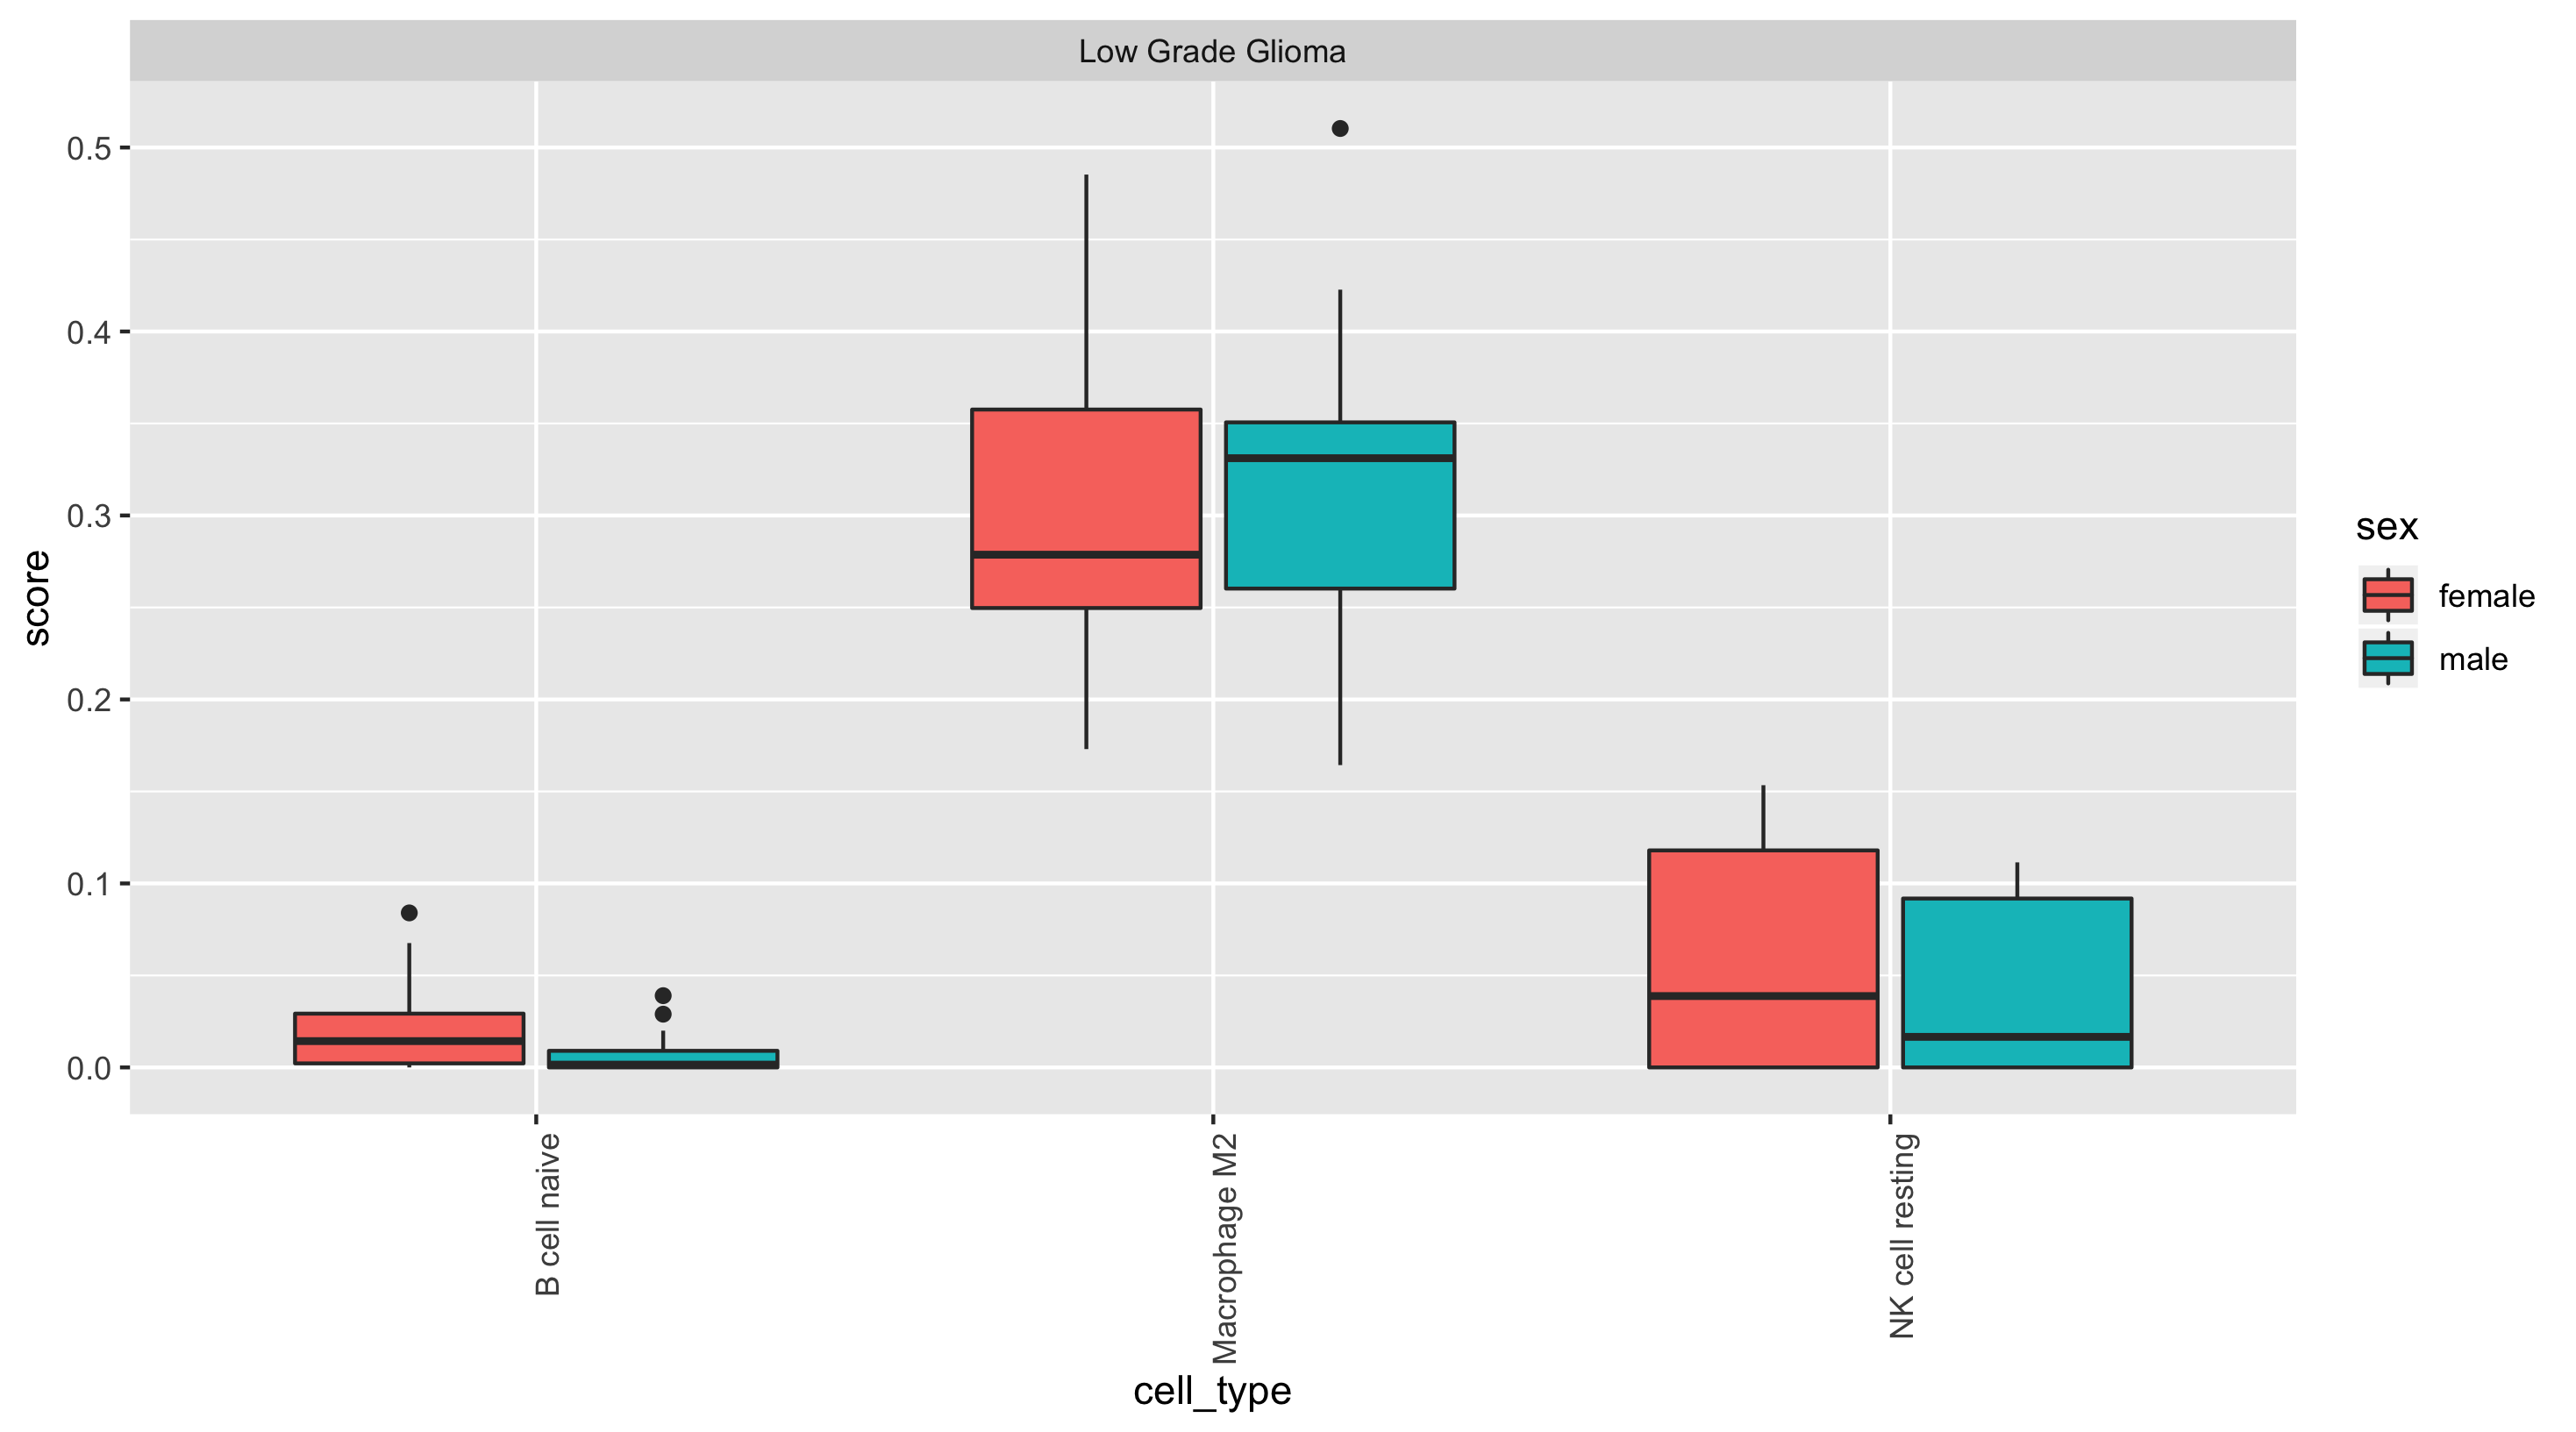 Low Grade Glioma
score
0.5
0.4
0.3
0.2
0.1
0.0
B cell naive
Macrophage M2
NK cell resting
cell_type
sex
female
male